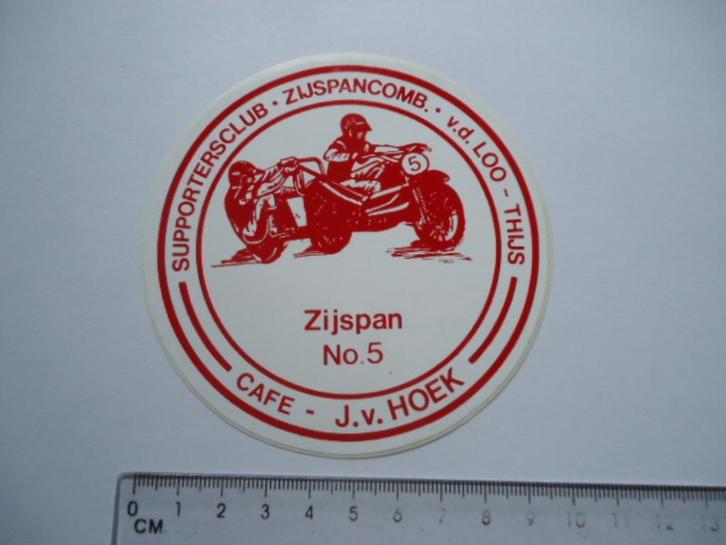 SUPPORTERSCLUB · ZIJSPANCOMB. · v.d. LOO - THIJS
5
Zijspan
No.5
CAFE - J.v. HOEK
0 1 2 3 4 5 6 7 8 9 10 11 12 13
CM